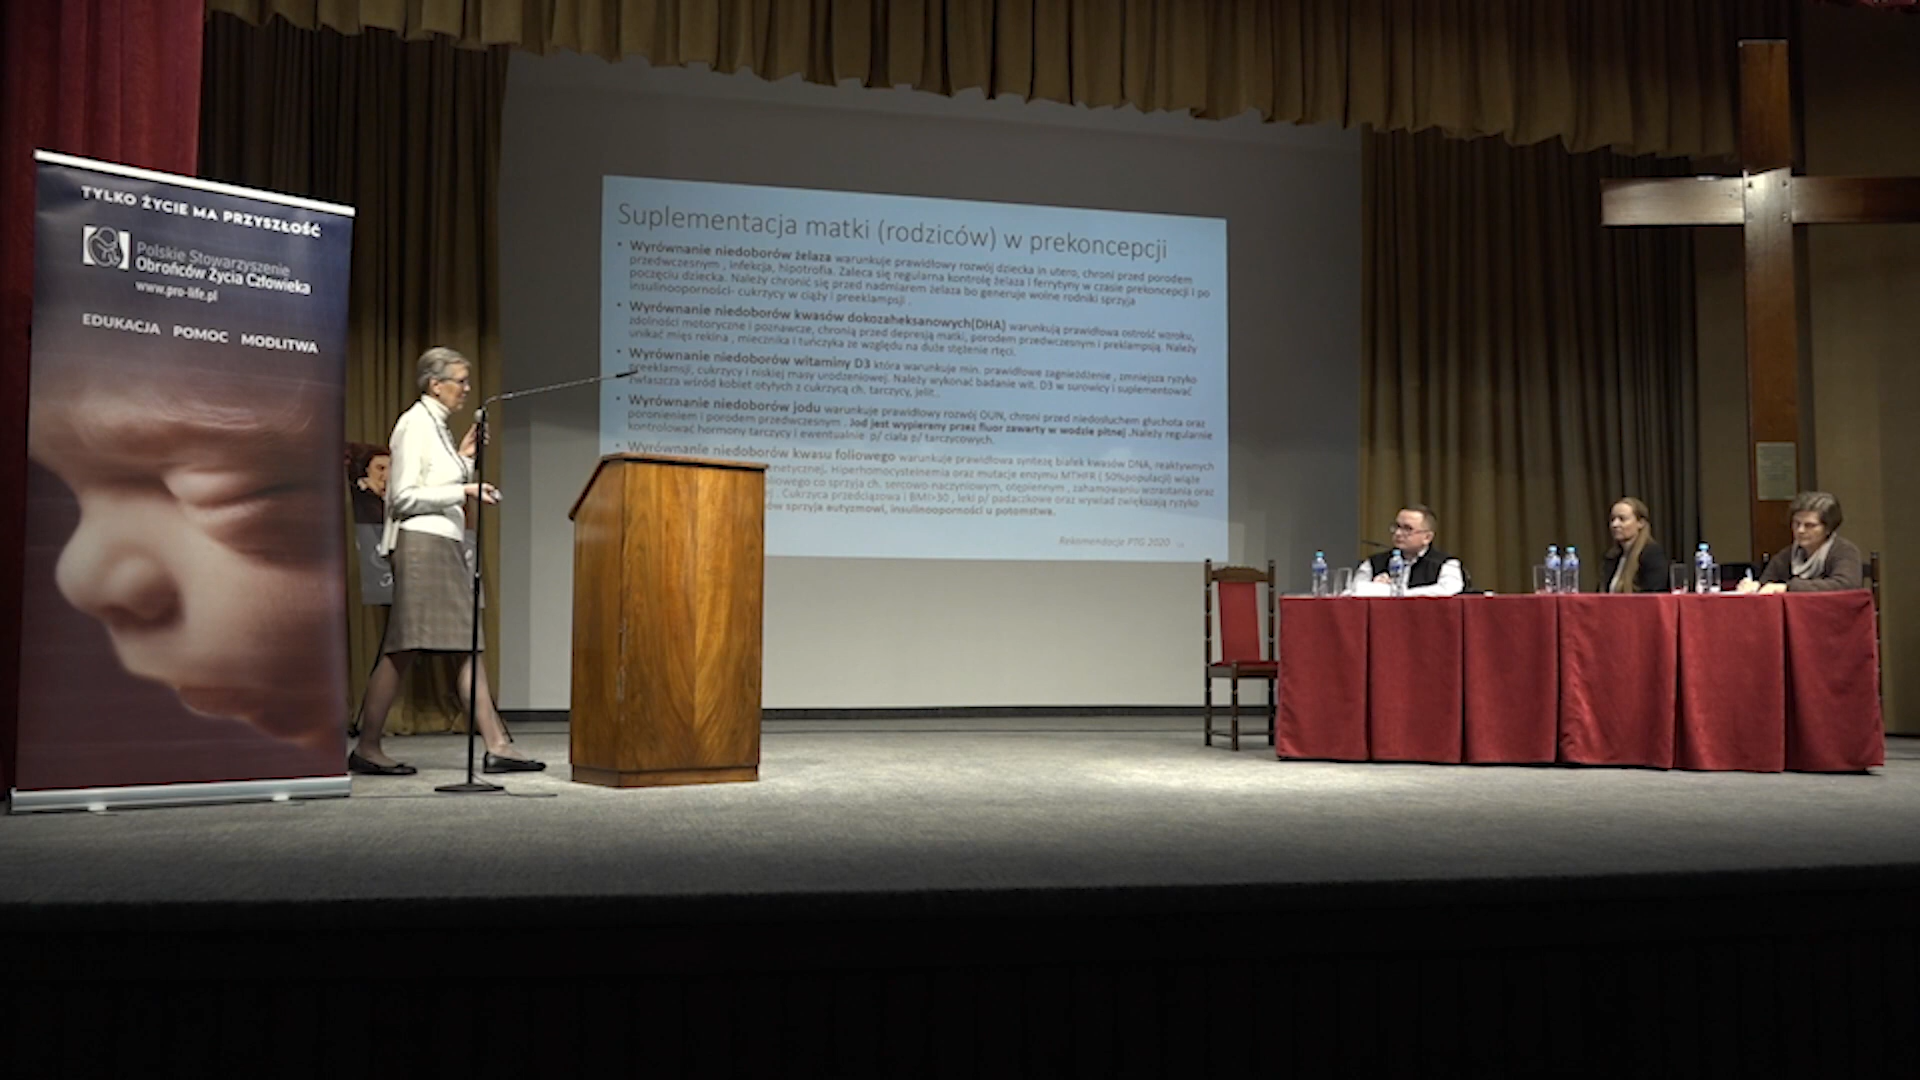 TYLKO ŻYCIE MA PRZYSZŁOŚĆ
Polskie Stowarzyszenie
Obrońców Życia Człowieka
www.pro-life.pl
EDUKACJA POMOC MODLITWA
Suplementacja matki (rodziców) w prekoncepcji
• Wyrównanie niedoborów żelaza warunkuje prawidłowy rozwój dziecka in utero, chroni przed porodem
przedwczesnym , infekcja, hipotrofia. Zaleca się regularna kontrolę żelaza i ferrytyny w czasie prekoncepcji i po
poczęciu dziecka. Należy chronić się przed nadmiarem żelaza bo generuje wolne rodniki sprzyja
insulinooporności- cukrzycy w ciąży i preeklampsji .
• Wyrównanie niedoborów kwasów dokozaheksanowych(DHA) warunkują prawidłowa ostrość wzroku,
zdolności motoryczne i poznawcze, chronią przed depresją matki, porodem przedwczesnym i preklampsją. Należy
unikać mięs rekina , miecznika i tuńczyka ze względu na duże stężenie rtęci.
• Wyrównanie niedoborów witaminy D3 która warunkuje min. prawidłowe zagnieżdżenie , zmniejsza ryzyko
preeklamsji, cukrzycy i niskiej masy urodzeniowej. Należy wykonać badanie wit. D3 w surowicy i suplementować
zwłaszcza wśród kobiet otyłych z cukrzycą ch. tarczycy, jelit .
• Wyrównanie niedoborów jodu warunkuje prawidłowy rozwój OUN, chroni przed niedosłuchem głuchota oraz
poronieniem i porodem przedwczesnym . Jod jest wypierany przez fluor zawarty w wodzie pitnej .Należy regularnie
kontrolować hormony tarczycy i ewentualnie p/ ciała p/ tarczycowych.
• Wyrównanie niedoborów kwasu foliowego warunkuje prawidłowa syntezę białek kwasów DNA, reaktywnych
enetycznej. Hiperhomocysteinemia oraz mutacje enzymu MTHFR ( 50%populacji) wiąże
oliowego co sprzyja ch. sercowo-naczyniowym, otępiennym , zahamowaniu wzrastania oraz
ej . Cukrzyca przedciążowa i BMI>30 , leki p/ padaczkowe oraz wywiad zwiększają ryzyko
ów sprzyja autyzmowi, insulinooporności u potomstwa.
Rekomendacje PTG 2020